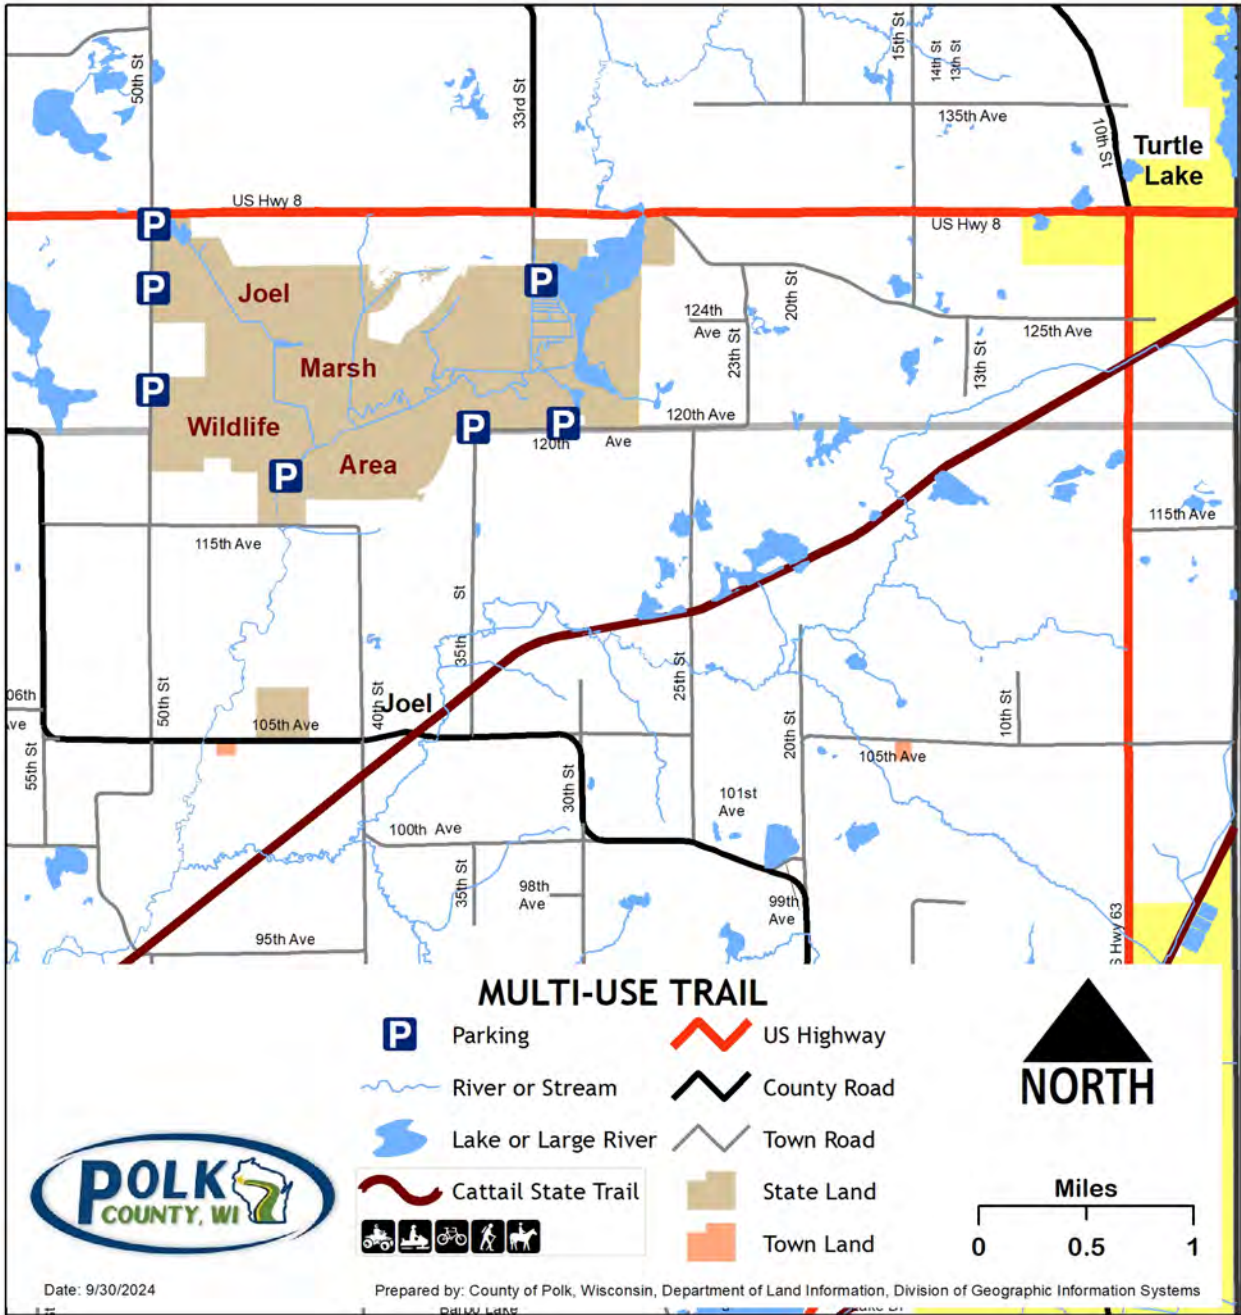 50th St
33rd St
15th St
14th St
13th St
135th Ave
10th St
Turtle
Lake
US Hwy 8
US Hwy 8
P
P
P
P
P
P
P
Joel
Marsh
Wildlife
Area
124th
Ave
23th St
20th St
13th St
125th Ave
120th Ave
120th
Ave
115th Ave
115th Ave
35th
St
25th St
50th St
40th St
Joel
105th Ave
06th
Ave
55th St
20th St
10th St
105th Ave
30th St
101st
Ave
100th Ave
35th St
98th
Ave
99th
Ave
95th Ave
S Hwy 63
MULTI-USE TRAIL
P Parking
River or Stream
Lake or Large River
Cattail State Trail
US Highway
County Road
Town Road
State Land
Town Land
NORTH
Miles
0 0.5 1
POLK
COUNTY, WI
Date: 9/30/2024
Prepared by: County of Polk, Wisconsin, Department of Land Information, Division of Geographic Information Systems